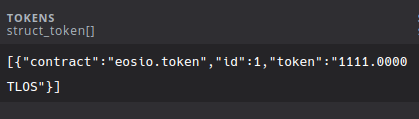 TOKENS
struct_token[]
[{"contract":"eosio.token","id":1,"token":"1111.0000
TLOS"}]